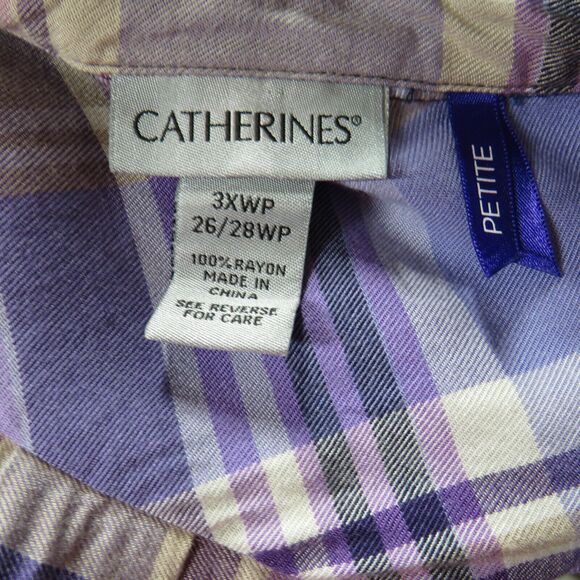 CATHERINES®
3XWP
26/28WP
100% RAYON
MADE IN
CHINA
SEE REVERSE
FOR CARE
PETITE